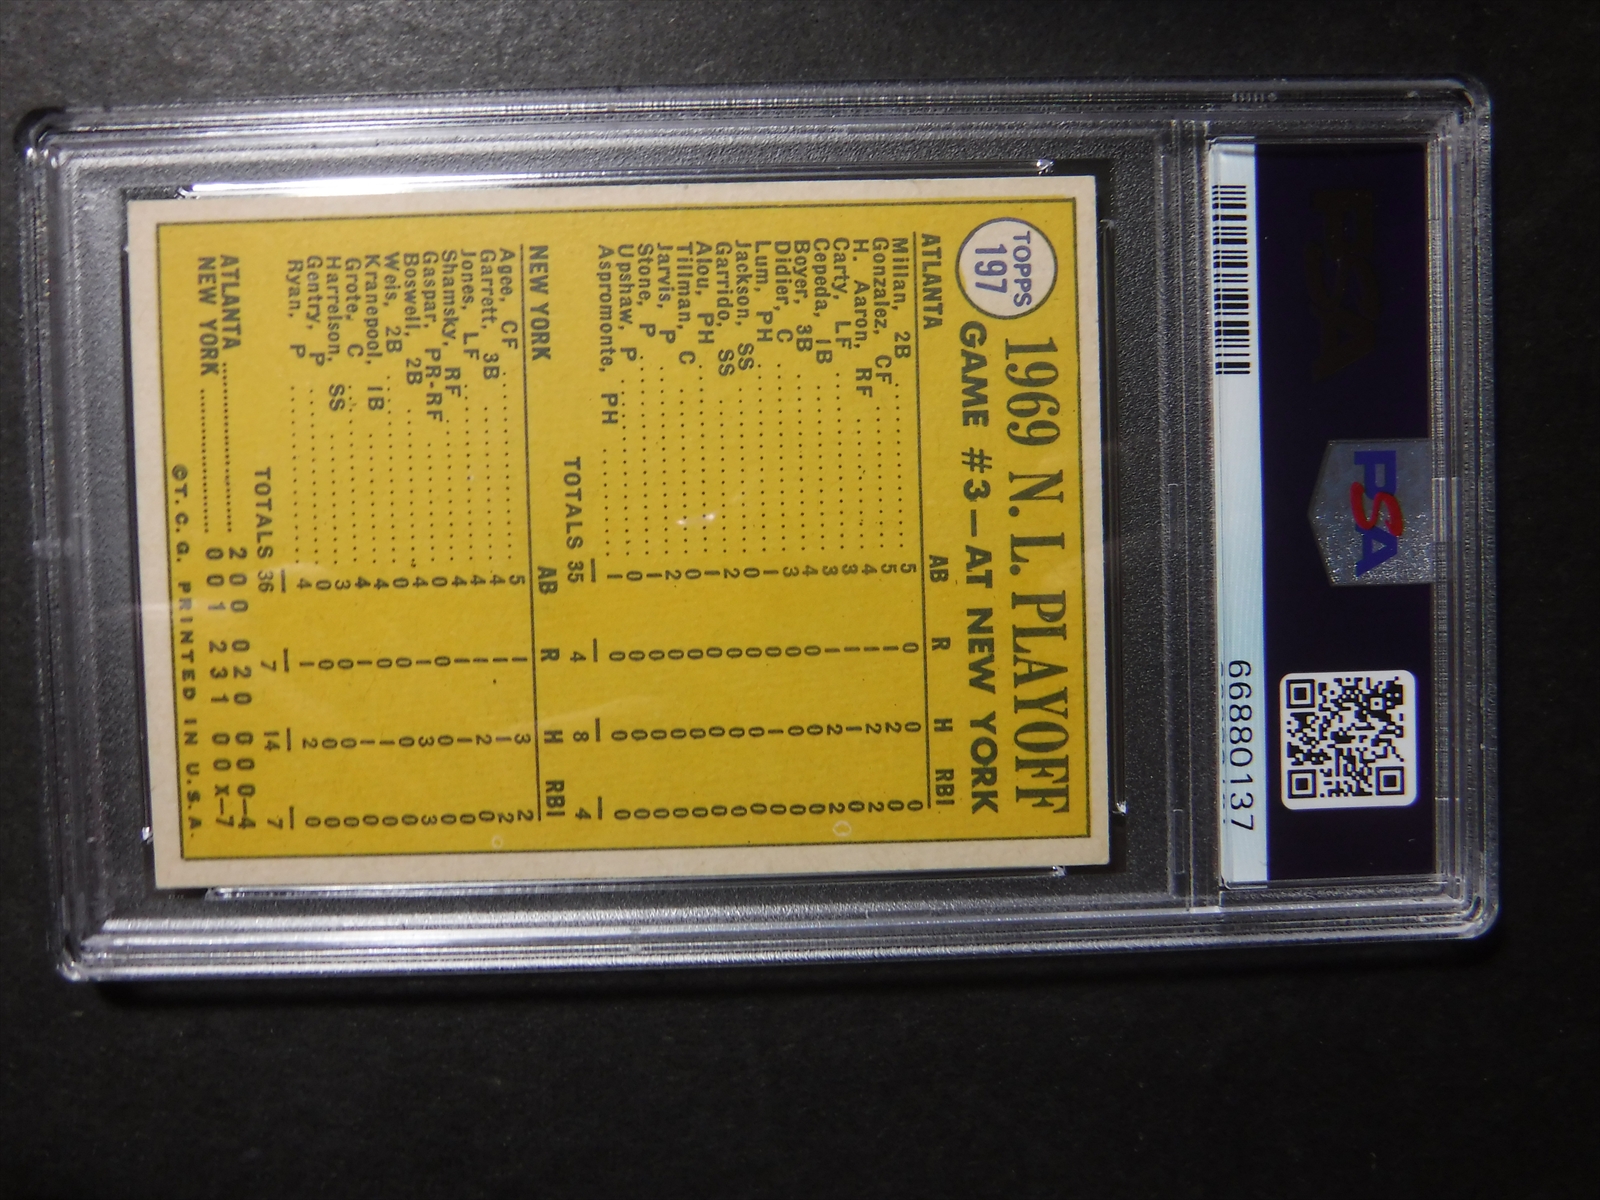 PSA
66880137
TOPPS
197
1969 N. L. PLAYOFF
GAME #3—AT NEW YORK
ATLANTA AB R H RBI
Millan, 2B 5 0 0 0
Gonzalez, CF 5 1 2 0
H. Aaron, RF 4 1 2 2
Carty, LF 3 1 1 0
Cepeda, 1B 3 1 2 2
Boyer, 3B 4 0 0 0
Didier, C 3 0 0 0
Lum, PH 1 0 1 0
Jackson, SS 0 0 0 0
Garrido, SS 2 0 0 0
Alou, PH 1 0 0 0
Tillman, C 0 0 0 0
Jarvis, P 2 0 0 0
Stone, P 1 0 0 0
Upshaw, P 0 0 0 0
Aspromonte, PH 1 0 0 0
TOTALS 35 4 8 4
NEW YORK AB R H RBI
Agee, CF 5 1 3 2
Garrett, 3B 4 1 1 2
Jones, LF 4 1 2 0
Shamsky, RF 4 1 1 0
Gaspar, PR-RF 0 0 0 0
Boswell, 2B 4 1 3 3
Weis, 2B 0 0 0 0
Kranepool, 1B 4 0 1 0
Grote, C 4 1 1 0
Harrelson, SS 3 0 0 0
Gentry, P 0 0 0 0
Ryan, P 4 1 2 0
TOTALS 36 7 14 7
ATLANTA 2 0 0 0 2 0 0 0 0—4
NEW YORK 0 0 1 2 3 1 0 0 X—7
©T. C. G. PRINTED IN U.S.A.